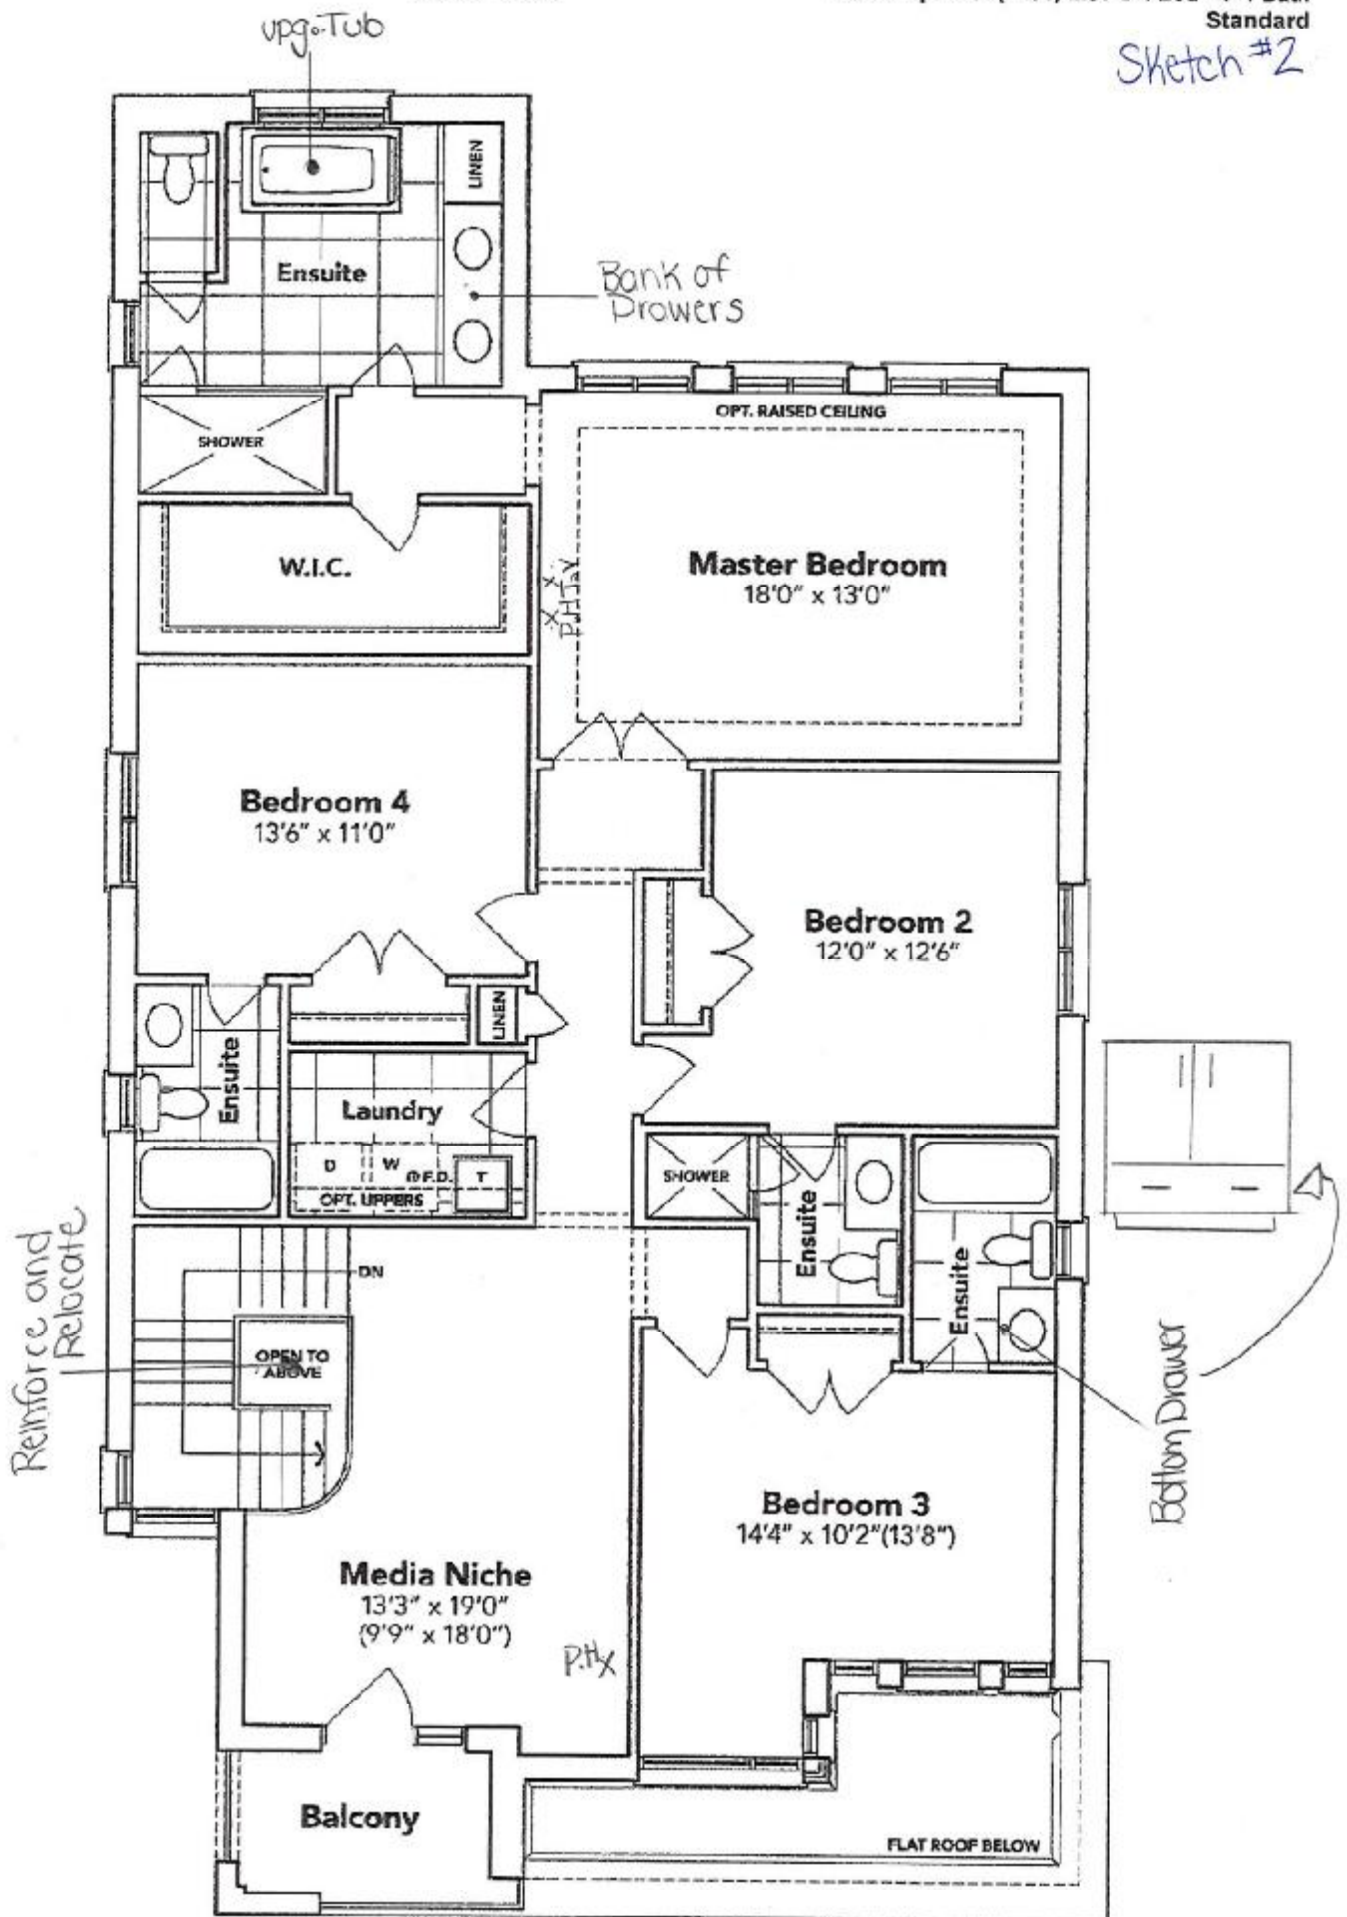 Standard
Sketch #2
upg. Tub
LINEN
Ensuite
Bank of
Drawers
OPT. RAISED CEILING
SHOWER
W.I.C.
Master Bedroom
18'0" x 13'0"
P.H T.V
X X
Bedroom 4
13'6" x 11'0"
Bedroom 2
12'0" x 12'6"
LINEN
Ensuite
Laundry
D W @F.D. T
OPT. UPPERS
SHOWER
Ensuite
Ensuite
Reinforce and
Relocate
DN
OPEN TO
ABOVE
Bottom Drawer
Bedroom 3
14'4" x 10'2"(13'8")
Media Niche
13'3" x 19'0"
(9'9" x 18'0")
P.H X
Balcony
FLAT ROOF BELOW